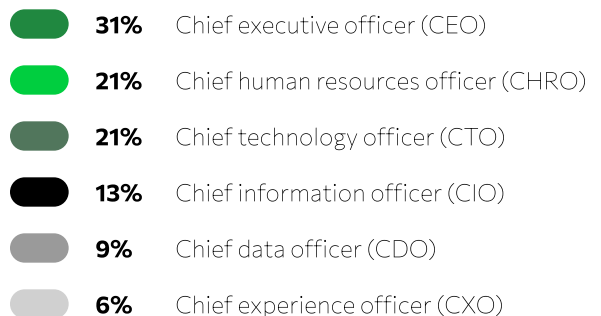 31% Chief executive officer (CEO)
21% Chief human resources officer (CHRO)
21% Chief technology officer (CTO)
13% Chief information officer (CIO)
9% Chief data officer (CDO)
6% Chief experience officer (CXO)